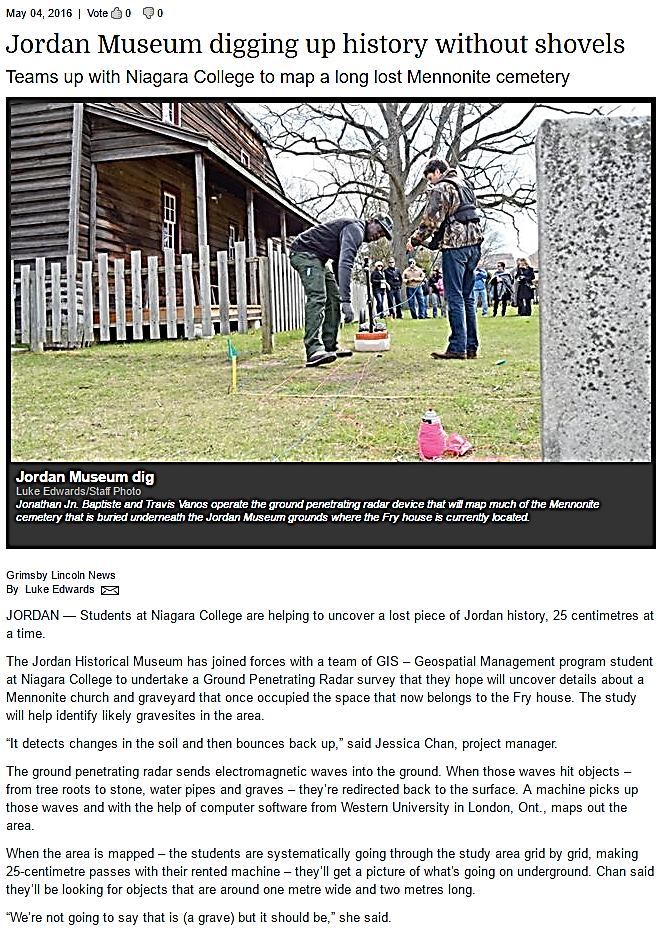 May 04, 2016 | Vote 0 0
Jordan Museum digging up history without shovels
Teams up with Niagara College to map a long lost Mennonite cemetery
Jordan Museum dig
Luke Edwards/Staff Photo
Jonathan Jn. Baptiste and Travis Vanos operate the ground penetrating radar device that will map much of the Mennonite
cemetery that is buried underneath the Jordan Museum grounds where the Fry house is currently located.
Grimsby Lincoln News
By Luke Edwards
JORDAN — Students at Niagara College are helping to uncover a lost piece of Jordan history, 25 centimetres at
a time.
The Jordan Historical Museum has joined forces with a team of GIS – Geospatial Management program student
at Niagara College to undertake a Ground Penetrating Radar survey that they hope will uncover details about a
Mennonite church and graveyard that once occupied the space that now belongs to the Fry house. The study
will help identify likely gravesites in the area.
“It detects changes in the soil and then bounces back up,” said Jessica Chan, project manager.
The ground penetrating radar sends electromagnetic waves into the ground. When those waves hit objects –
from tree roots to stone, water pipes and graves – they’re redirected back to the surface. A machine picks up
those waves and with the help of computer software from Western University in London, Ont., maps out the
area.
When the area is mapped – the students are systematically going through the study area grid by grid, making
25-centimetre passes with their rented machine – they’ll get a picture of what’s going on underground. Chan said
they’ll be looking for objects that are around one metre wide and two metres long.
“We’re not going to say that is (a grave) but it should be,” she said.